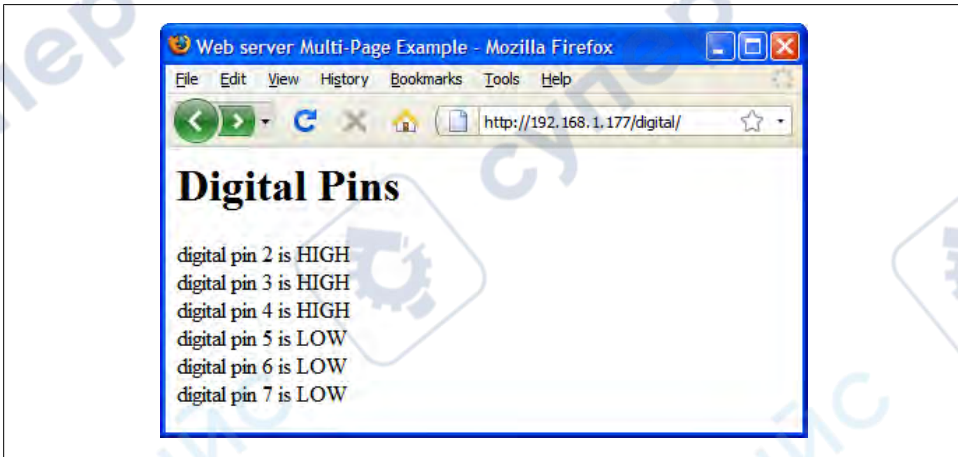 Web server Multi-Page Example - Mozilla Firefox
File Edit View History Bookmarks Tools Help
http://192.168.1.177/digital/
Digital Pins
digital pin 2 is HIGH
digital pin 3 is HIGH
digital pin 4 is HIGH
digital pin 5 is LOW
digital pin 6 is LOW
digital pin 7 is LOW